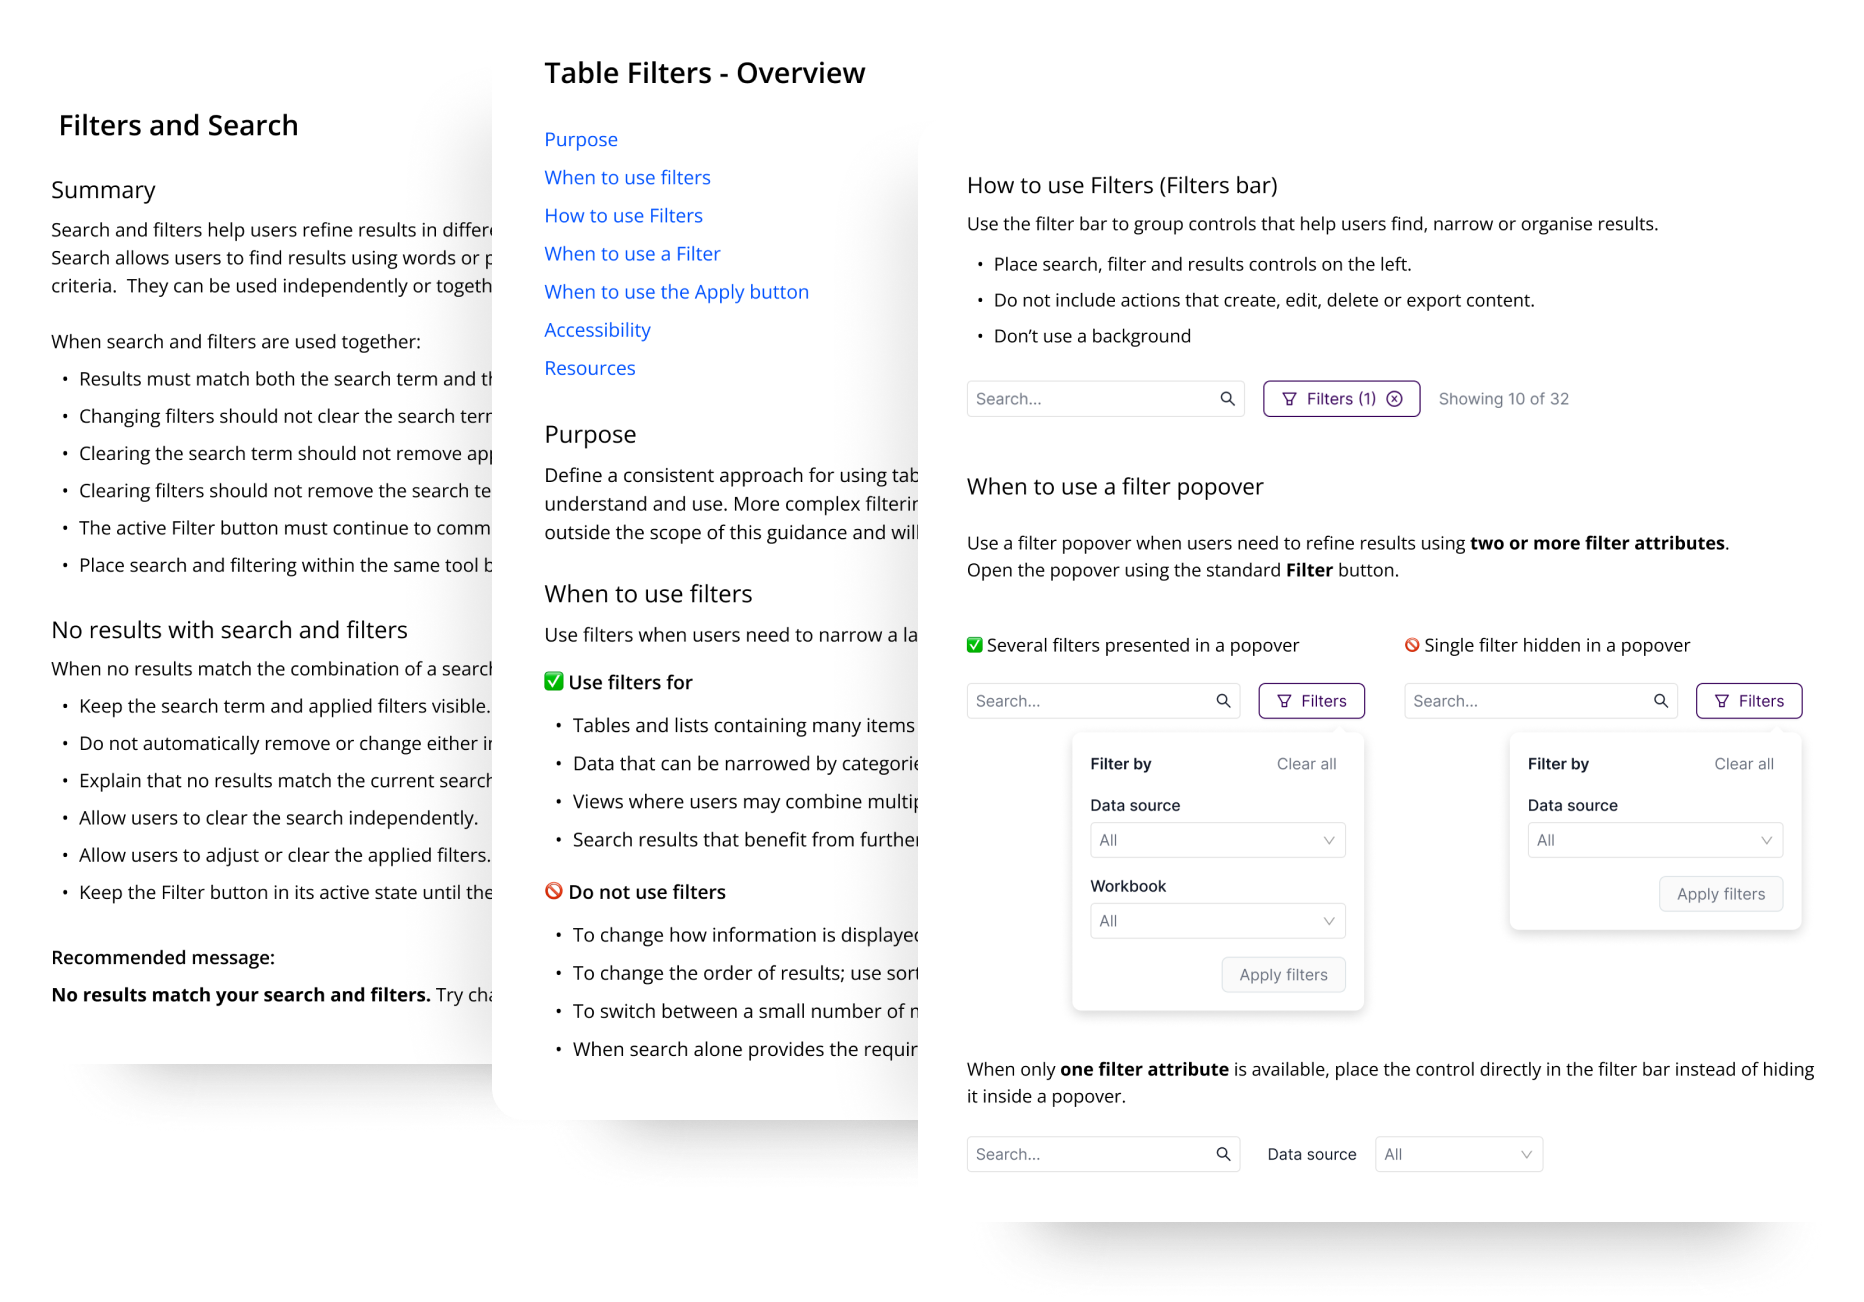 Filters and Search
Summary
Search and filters help users refine results in
Search allows users to find results using words or
criteria.  They can be used independently or
When search and filters are used together:
• Results must match both the search term and
• Changing filters should not clear the search
• Clearing the search term should not remove
• Clearing filters should not remove the search
• The active Filter button must continue to
• Place search and filtering within the same tool
No results with search and filters
When no results match the combination of a
• Keep the search term and applied filters visible.
• Do not automatically remove or change either
• Explain that no results match the current
• Allow users to clear the search independently.
• Allow users to adjust or clear the applied filters.
• Keep the Filter button in its active state until the
Recommended message:
No results match your search and filters. Try
Table Filters - Overview
Purpose
When to use filters
How to use Filters
When to use a Filter
When to use the Apply button
Accessibility
Resources
Purpose
Define a consistent approach for using
understand and use. More complex
outside the scope of this guidance and will
When to use filters
Use filters when users need to narrow a
✅ Use filters for
• Tables and lists containing many items
• Data that can be narrowed by
• Views where users may combine
• Search results that benefit from further
🚫 Do not use filters
• To change how information is displayed
• To change the order of results; use
• To switch between a small number of
• When search alone provides the
How to use Filters (Filters bar)
Use the filter bar to group controls that help users find, narrow or organise results.
• Place search, filter and results controls on the left.
• Do not include actions that create, edit, delete or export content.
• Don’t use a background
Search... Filters (1) Showing 10 of 32
When to use a filter popover
Use a filter popover when users need to refine results using two or more filter attributes.
Open the popover using the standard Filter button.
✅ Several filters presented in a popover
Search... Filters
Filter by Clear all
Data source
All
Workbook
All
Apply filters
🚫 Single filter hidden in a popover
Search... Filters
Filter by Clear all
Data source
All
Apply filters
When only one filter attribute is available, place the control directly in the filter bar instead of hiding
it inside a popover.
Search... Data source All